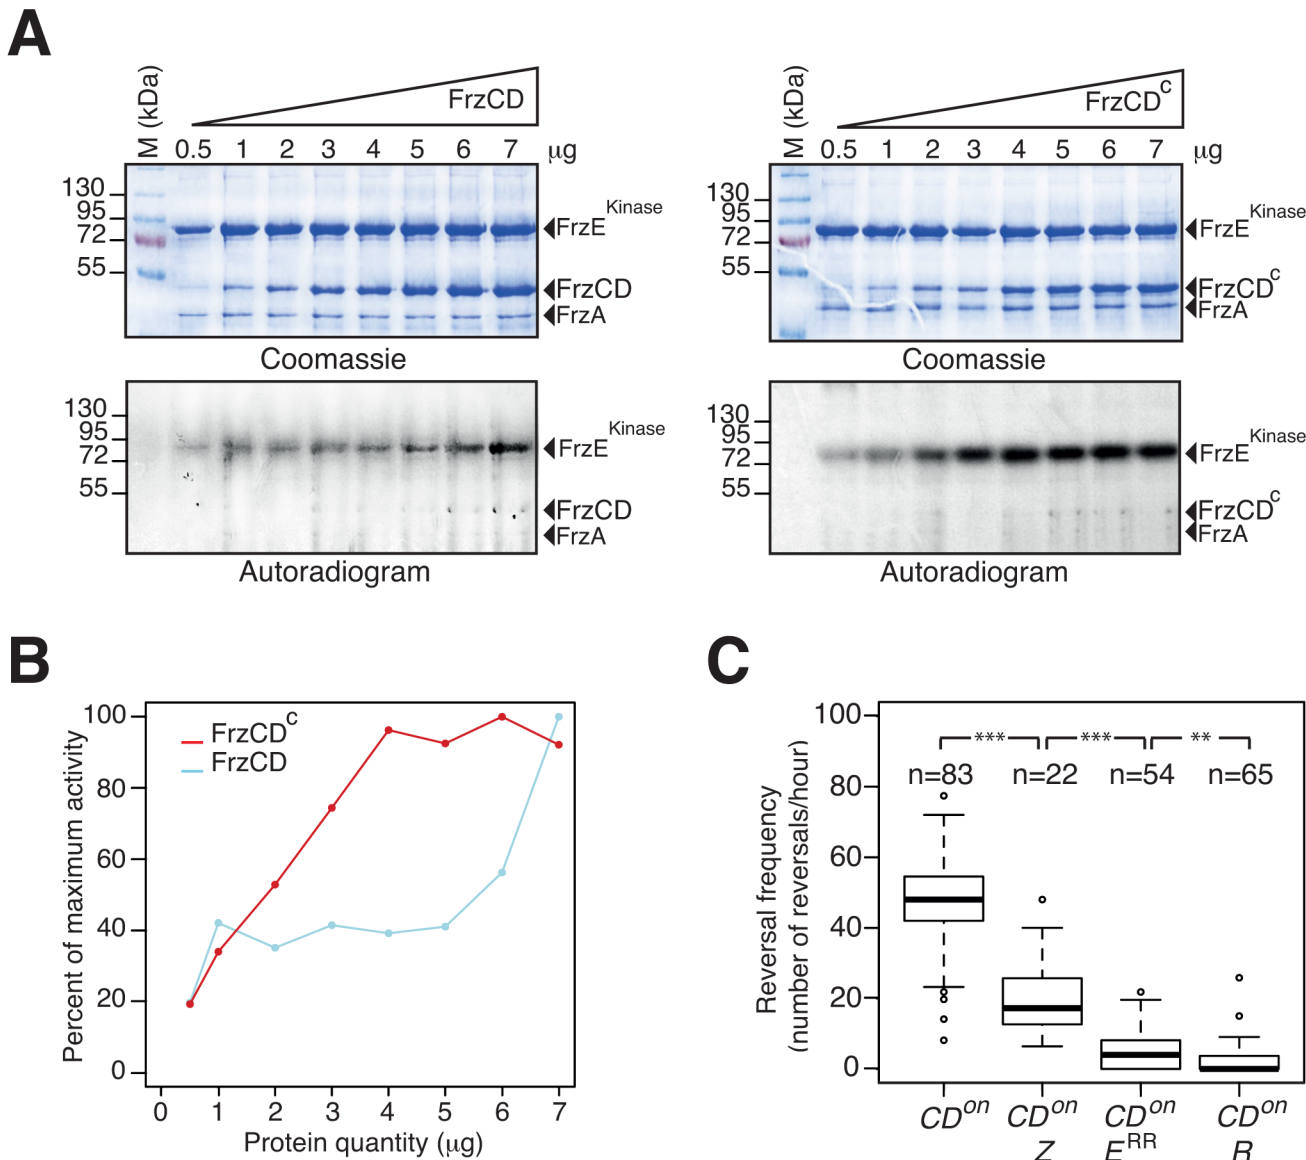 A
M (kDa)
FrzCD
0.5 1 2 3 4 5 6 7 µg
130
95
72
55
FrzE^Kinase
FrzCD
FrzA
Coomassie
130
95
72
55
FrzE^Kinase
FrzCD
FrzA
Autoradiogram
M (kDa)
FrzCD^c
0.5 1 2 3 4 5 6 7 µg
130
95
72
55
FrzE^Kinase
FrzCD^c
FrzA
Coomassie
130
95
72
55
FrzE^Kinase
FrzCD^c
FrzA
Autoradiogram
B
Percent of maximum activity
100
80
60
40
20
0
FrzCD^c
FrzCD
0 1 2 3 4 5 6 7
Protein quantity (µg)
C
Reversal frequency
(number of reversals/hour)
100
80
60
40
20
0
*** *** **
n=83 n=22 n=54 n=65
CD^on CD^on CD^on CD^on
Z E^RR R